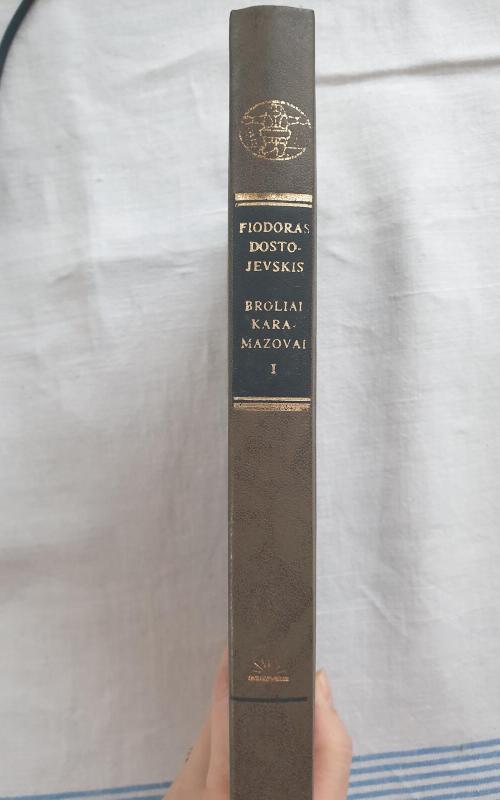 FIODORAS
DOSTO-
JEVSKIS
BROLIAI
KARA-
MAZOVAI
I